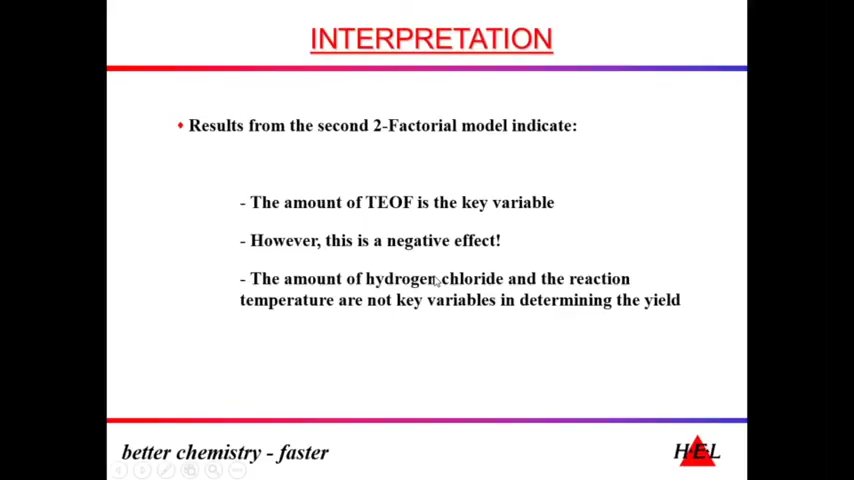 INTERPRETATION
♦ Results from the second 2-Factorial model indicate:
- The amount of TEOF is the key variable
- However, this is a negative effect!
- The amount of hydrogen chloride and the reaction
temperature are not key variables in determining the yield
better chemistry - faster
HEL